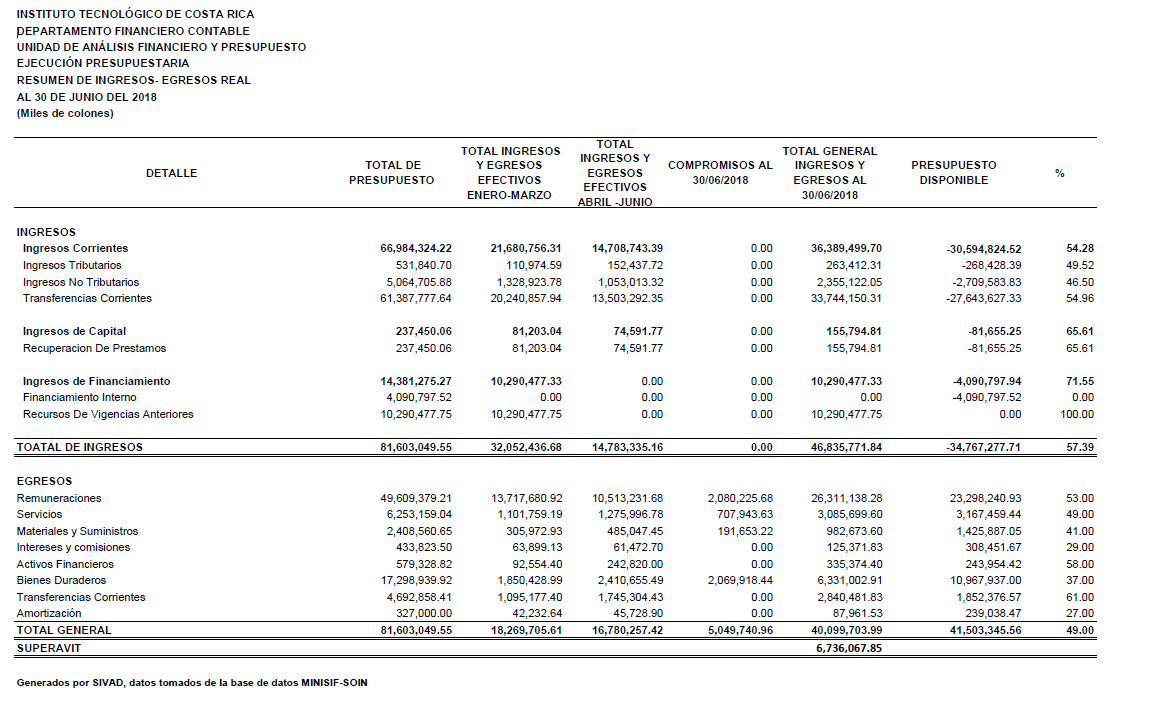 INSTITUTO TECNOLÓGICO DE COSTA RICA
DEPARTAMENTO FINANCIERO CONTABLE
UNIDAD DE ANÁLISIS FINANCIERO Y PRESUPUESTO
EJECUCIÓN PRESUPUESTARIA
RESUMEN DE INGRESOS- EGRESOS REAL
AL 30 DE JUNIO DEL 2018
(Miles de colones)
DETALLE
TOTAL DE
PRESUPUESTO
TOTAL INGRESOS
Y EGRESOS
EFECTIVOS
ENERO-MARZO
TOTAL
INGRESOS Y
EGRESOS
EFECTIVOS
ABRIL -JUNIO
COMPROMISOS AL
30/06/2018
TOTAL GENERAL
INGRESOS Y
EGRESOS AL
30/06/2018
PRESUPUESTO
DISPONIBLE
%
INGRESOS
Ingresos Corrientes 66,984,324.22 21,680,756.31 14,708,743.39 0.00 36,389,499.70 -30,594,824.52 54.28
Ingresos Tributarios 531,840.70 110,974.59 152,437.72 0.00 263,412.31 -268,428.39 49.52
Ingresos No Tributarios 5,064,705.88 1,328,923.78 1,053,013.32 0.00 2,355,122.05 -2,709,583.83 46.50
Transferencias Corrientes 61,387,777.64 20,240,857.94 13,503,292.35 0.00 33,744,150.31 -27,643,627.33 54.96
Ingresos de Capital 237,450.06 81,203.04 74,591.77 0.00 155,794.81 -81,655.25 65.61
Recuperacion De Prestamos 237,450.06 81,203.04 74,591.77 0.00 155,794.81 -81,655.25 65.61
Ingresos de Financiamiento 14,381,275.27 10,290,477.33 0.00 0.00 10,290,477.33 -4,090,797.94 71.55
Financiamiento Interno 4,090,797.52 0.00 0.00 0.00 0.00 -4,090,797.52 0.00
Recursos De Vigencias Anteriores 10,290,477.75 10,290,477.75 0.00 0.00 10,290,477.75 0.00 100.00
TOATAL DE INGRESOS 81,603,049.55 32,052,436.68 14,783,335.16 0.00 46,835,771.84 -34,767,277.71 57.39
EGRESOS
Remuneraciones 49,609,379.21 13,717,680.92 10,513,231.68 2,080,225.68 26,311,138.28 23,298,240.93 53.00
Servicios 6,253,159.04 1,101,759.19 1,275,996.78 707,943.63 3,085,699.60 3,167,459.44 49.00
Materiales y Suministros 2,408,560.65 305,972.93 485,047.45 191,653.22 982,673.60 1,425,887.05 41.00
Intereses y comisiones 433,823.50 63,899.13 61,472.70 0.00 125,371.83 308,451.67 29.00
Activos Financieros 579,328.82 92,554.40 242,820.00 0.00 335,374.40 243,954.42 58.00
Bienes Duraderos 17,298,939.92 1,850,428.99 2,410,655.49 2,069,918.44 6,331,002.91 10,967,937.00 37.00
Transferencias Corrientes 4,692,858.41 1,095,177.40 1,745,304.43 0.00 2,840,481.83 1,852,376.57 61.00
Amortización 327,000.00 42,232.64 45,728.90 0.00 87,961.53 239,038.47 27.00
TOTAL GENERAL 81,603,049.55 18,269,705.61 16,780,257.42 5,049,740.96 40,099,703.99 41,503,345.56 49.00
SUPERAVIT 6,736,067.85
Generados por SIVAD, datos tomados de la base de datos MINISIF-SOIN